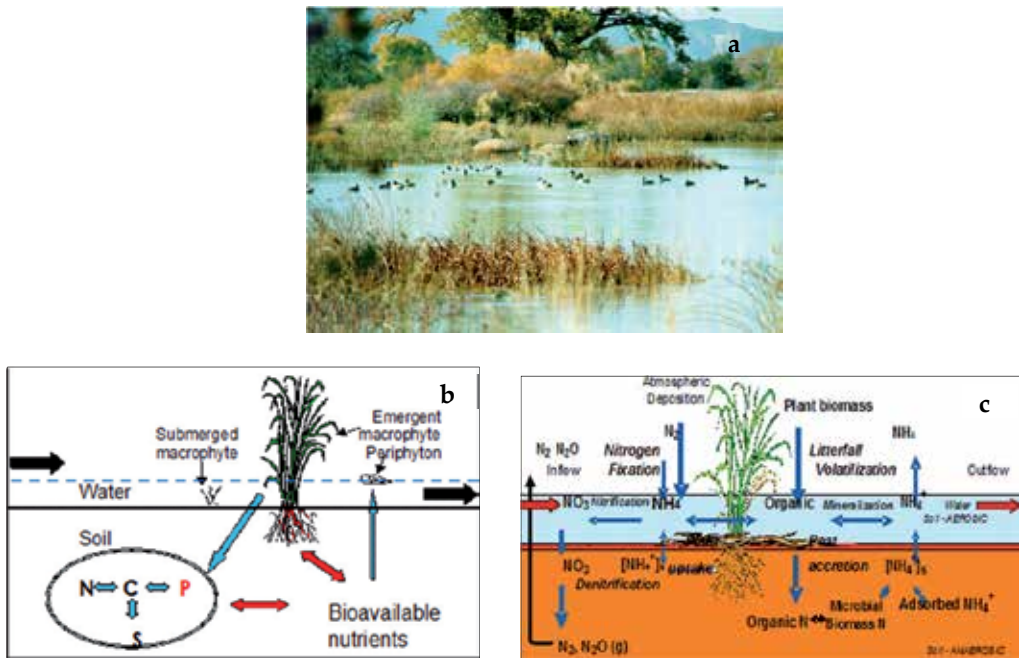 a
b
Submerged
macrophyte
Emergent
macrophyte
Periphyton
Water
Soil
N C P
S
Bioavailable
nutrients
c
Atmospheric
Deposition
Plant biomass
N₂
N₂ N₂O
Inflow
Nitrogen
Fixation
Litterfall
Volatilization
Outflow
NO₃ Nitrification NH₄ Organic Mineralization NH₄ Water
Peat
NO₃ uptake accretion
Denitrification
Microbial
Biomass N
Adsorbed NH₄⁺
Organic N
N₂, N₂O (g)